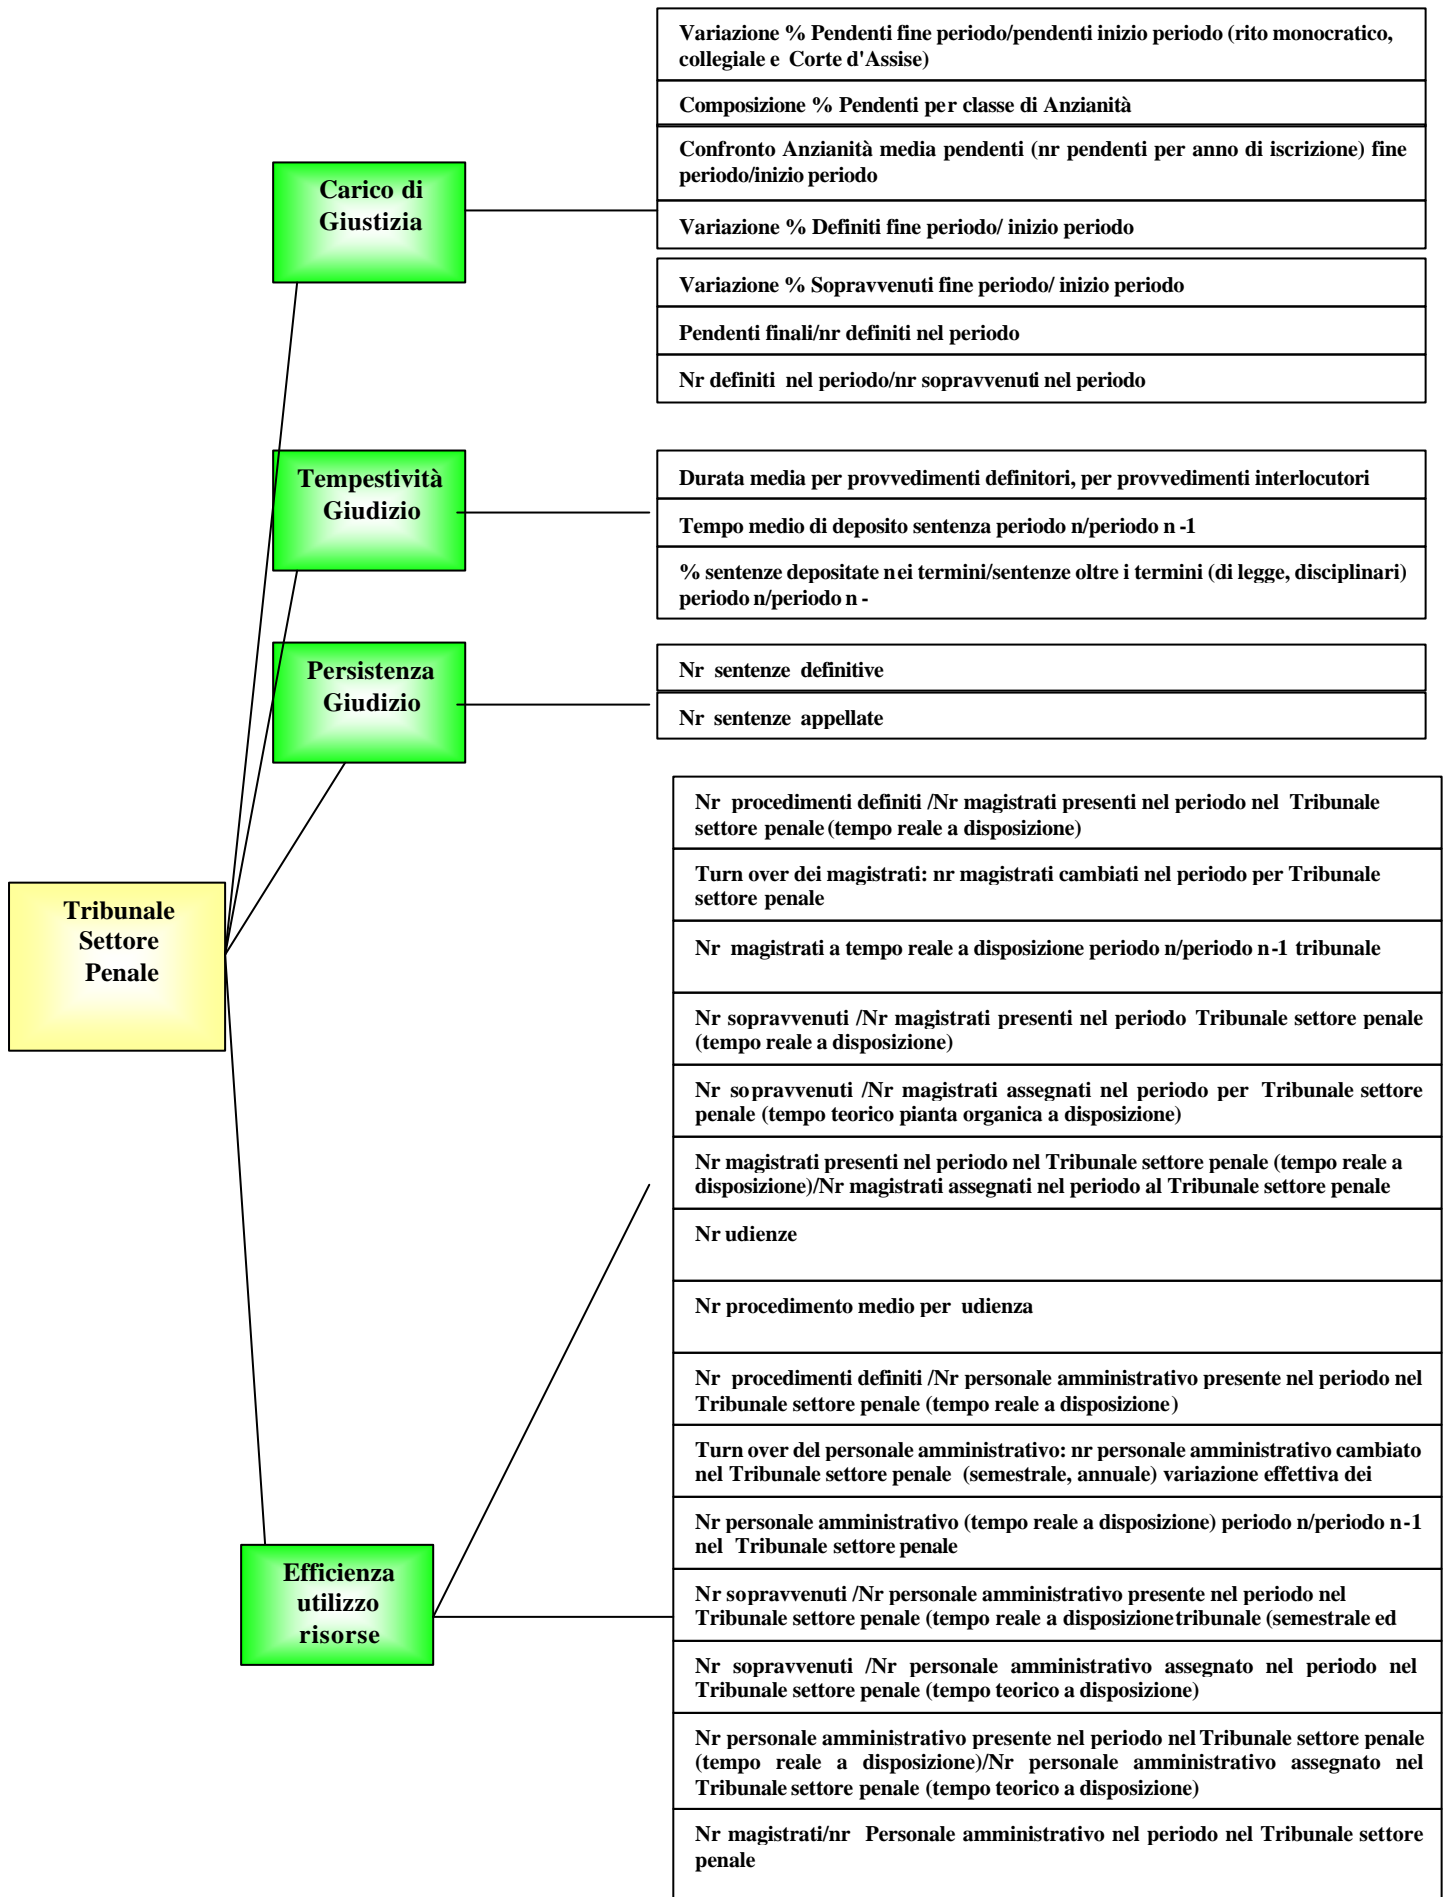 Variazione % Pendenti fine periodo/pendenti inizio periodo (rito monocratico,
collegiale e Corte d'Assise)
Composizione % Pendenti per classe di Anzianità
Confronto Anzianità media pendenti (nr pendenti per anno di iscrizione) fine
periodo/inizio periodo
Carico di
Giustizia
Variazione % Definiti fine periodo/ inizio periodo
Variazione % Sopravvenuti fine periodo/ inizio periodo
Pendenti finali/nr definiti nel periodo
Nr definiti nel periodo/nr sopravvenuti nel periodo
Tempestività
Giudizio
Durata media per provvedimenti definitori, per provvedimenti interlocutori
Tempo medio di deposito sentenza periodo n/periodo n -1
% sentenze depositate nei termini/sentenze oltre i termini (di legge, disciplinari)
periodo n/periodo n -
Persistenza
Giudizio
Nr sentenze definitive
Nr sentenze appellate
Nr procedimenti definiti /Nr magistrati presenti nel periodo nel Tribunale
settore penale (tempo reale a disposizione)
Turn over dei magistrati: nr magistrati cambiati nel periodo per Tribunale
settore penale
Tribunale
Settore
Penale
Nr magistrati a tempo reale a disposizione periodo n/periodo n-1 tribunale
Nr sopravvenuti /Nr magistrati presenti nel periodo Tribunale settore penale
(tempo reale a disposizione)
Nr sopravvenuti /Nr magistrati assegnati nel periodo per Tribunale settore
penale (tempo teorico pianta organica a disposizione)
Nr magistrati presenti nel periodo nel Tribunale settore penale (tempo reale a
disposizione)/Nr magistrati assegnati nel periodo al Tribunale settore penale
Nr udienze
Nr procedimento medio per udienza
Nr procedimenti definiti /Nr personale amministrativo presente nel periodo nel
Tribunale settore penale (tempo reale a disposizione)
Turn over del personale amministrativo: nr personale amministrativo cambiato
nel Tribunale settore penale (semestrale, annuale) variazione effettiva dei
Nr personale amministrativo (tempo reale a disposizione) periodo n/periodo n-1
nel Tribunale settore penale
Efficienza
utilizzo
risorse
Nr sopravvenuti /Nr personale amministrativo presente nel periodo nel
Tribunale settore penale (tempo reale a disposizione tribunale (semestrale ed
Nr sopravvenuti /Nr personale amministrativo assegnato nel periodo nel
Tribunale settore penale (tempo teorico a disposizione)
Nr personale amministrativo presente nel periodo nel Tribunale settore penale
(tempo reale a disposizione)/Nr personale amministrativo assegnato nel
Tribunale settore penale (tempo teorico a disposizione)
Nr magistrati/nr Personale amministrativo nel periodo nel Tribunale settore
penale